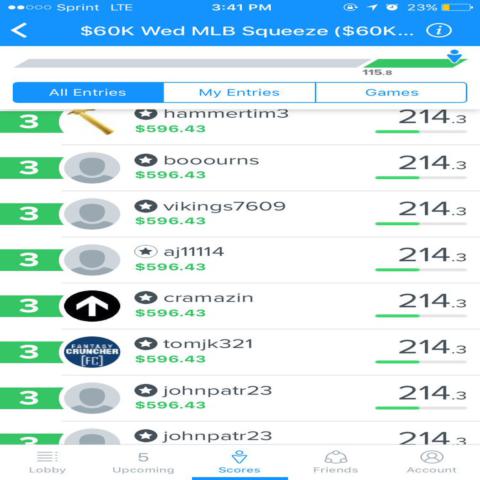 Sprint LTE 3:41 PM 23%
$60K Wed MLB Squeeze ($60K...
115.8
All Entries My Entries Games
3 hammertim3 214.3
$596.43
3 booourns 214.3
$596.43
3 vikings7609 214.3
$596.43
3 aj11114 214.3
$596.43
3 cramazin 214.3
$596.43
3 FANTASY CRUNCHER [FC] tomjk321 214.3
$596.43
3 johnpatr23 214.3
$596.43
3 johnpatr23 214.3
5
Lobby Upcoming Scores Friends Account